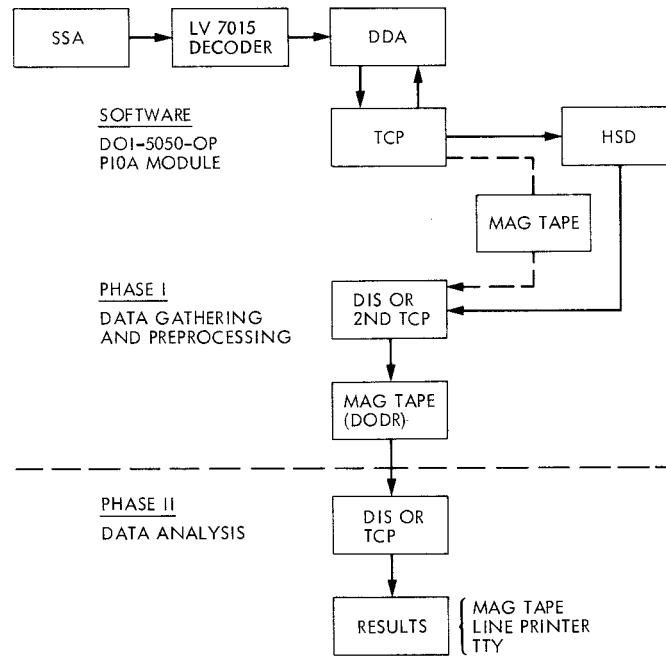 SSA
LV 7015
DECODER
DDA
SOFTWARE
DOI-5050-OP
PI0A MODULE
TCP
HSD
MAG TAPE
PHASE I
DATA GATHERING
AND PREPROCESSING
DIS OR
2ND TCP
MAG TAPE
(DODR)
PHASE II
DATA ANALYSIS
DIS OR
TCP
RESULTS
MAG TAPE
LINE PRINTER
TTY